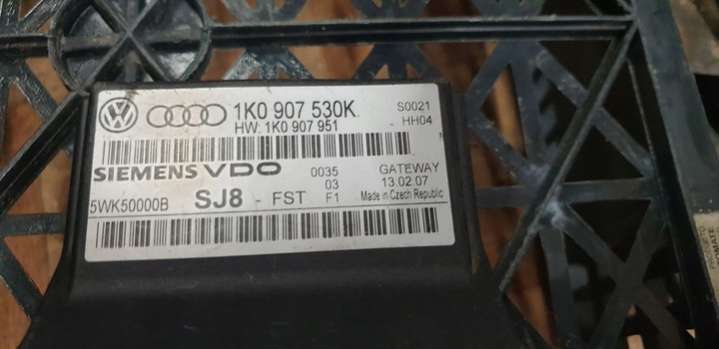 1K0 907 530K S0021
HW: 1K0 907 951 - HH04
SIEMENS VDO 0035 GATEWAY
03 13.02.07
5WK50000B SJ8 - FST F1 Made in Czech Republic